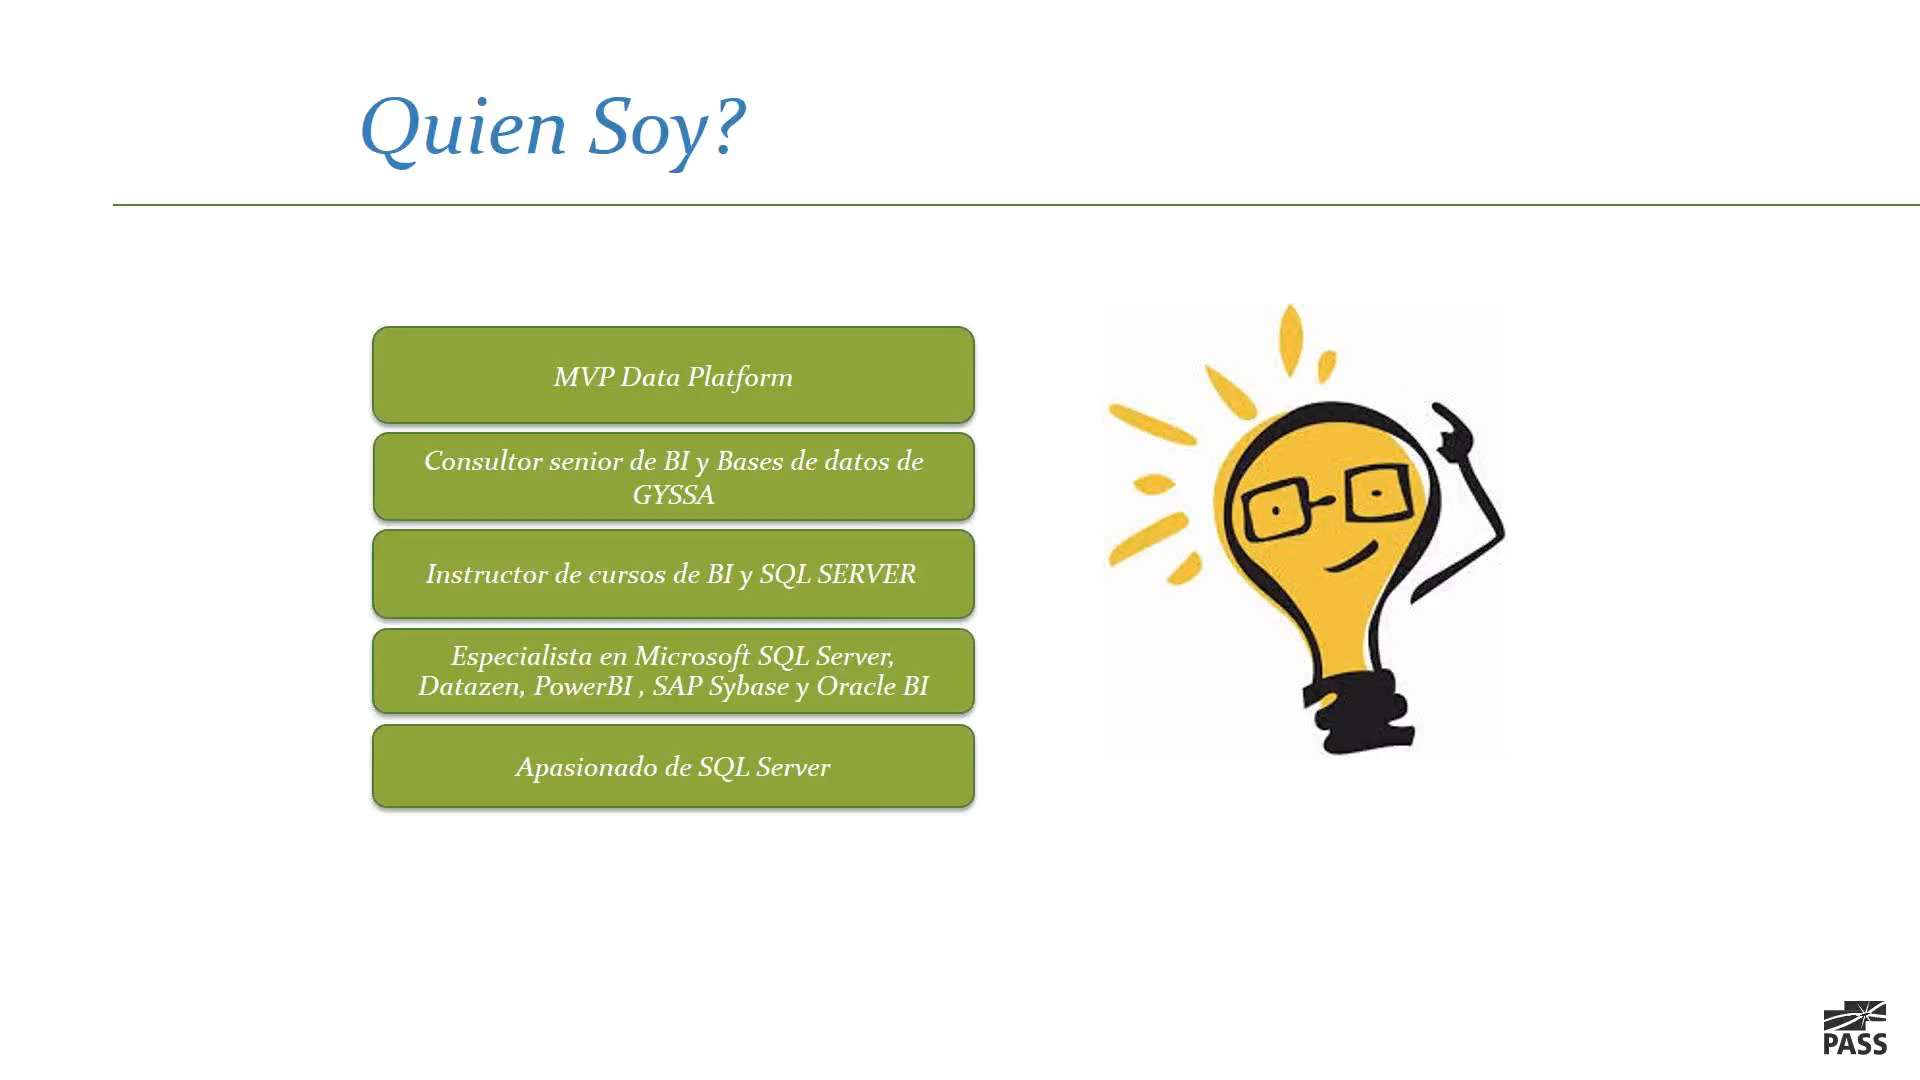 Quien Soy?
MVP Data Platform
Consultor senior de BI y Bases de datos de
GYSSA
Instructor de cursos de BI y SQL SERVER
Especialista en Microsoft SQL Server,
Datazen, PowerBI , SAP Sybase y Oracle BI
Apasionado de SQL Server
PASS